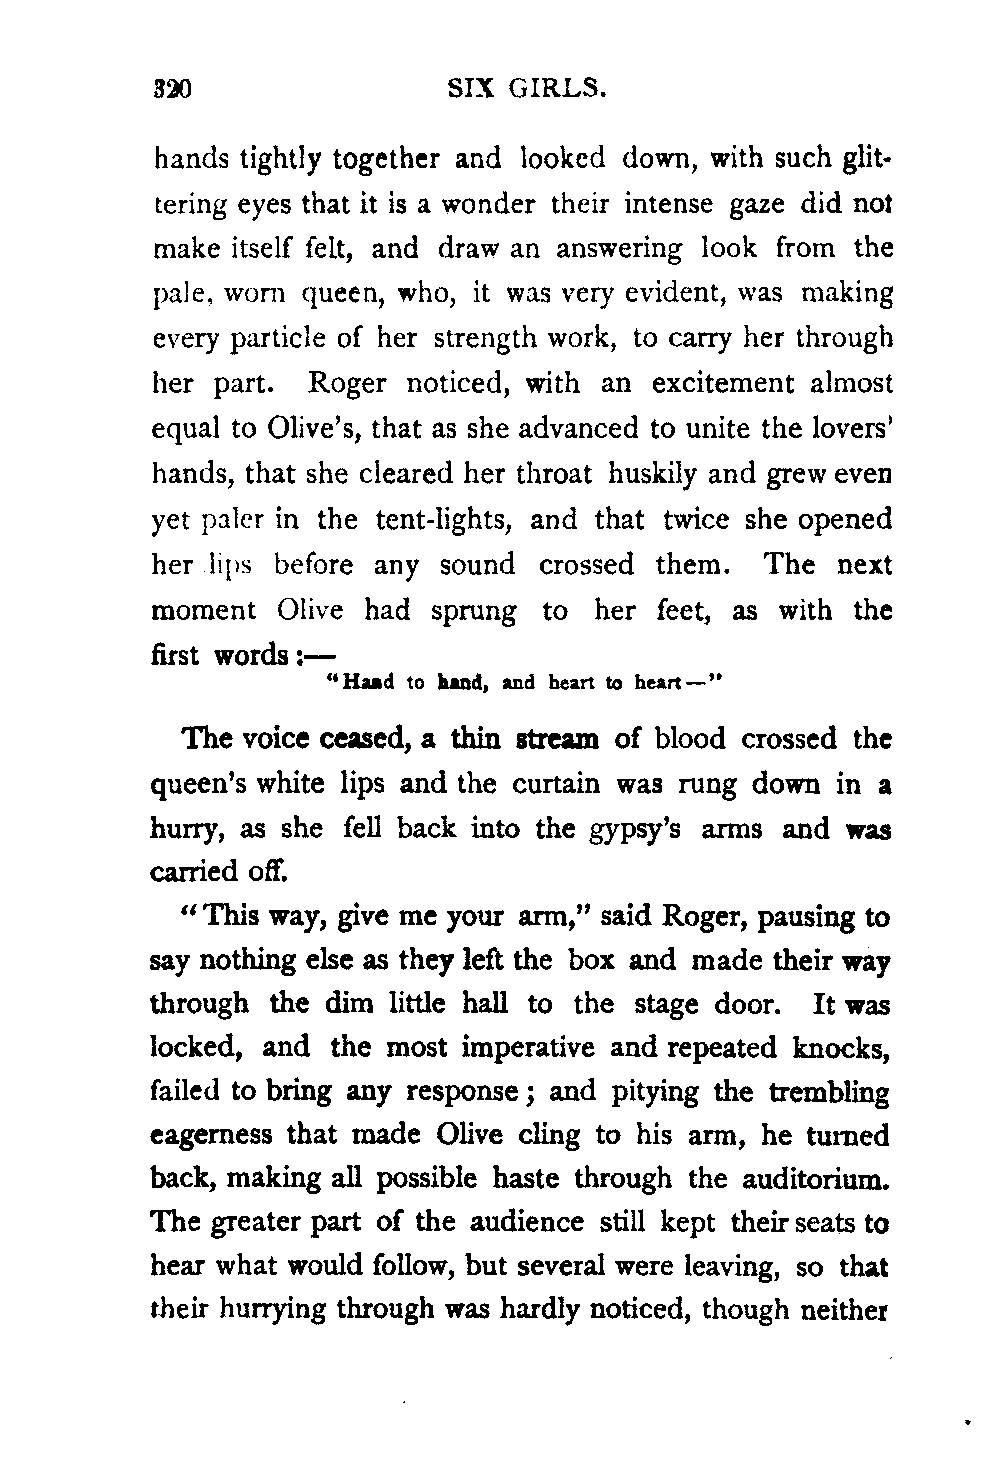 320 SIX GIRLS.
hands tightly together and looked down, with such glit-
tering eyes that it is a wonder their intense gaze did not
make itself felt, and draw an answering look from the
pale, worn queen, who, it was very evident, was making
every particle of her strength work, to carry her through
her part. Roger noticed, with an excitement almost
equal to Olive's, that as she advanced to unite the lovers'
hands, that she cleared her throat huskily and grew even
yet paler in the tent-lights, and that twice she opened
her lips before any sound crossed them. The next
moment Olive had sprung to her feet, as with the
first words:—
"Hand to hand, and heart to heart—"
The voice ceased, a thin stream of blood crossed the
queen's white lips and the curtain was rung down in a
hurry, as she fell back into the gypsy's arms and was
carried off.
"This way, give me your arm," said Roger, pausing to
say nothing else as they left the box and made their way
through the dim little hall to the stage door. It was
locked, and the most imperative and repeated knocks,
failed to bring any response; and pitying the trembling
eagerness that made Olive cling to his arm, he turned
back, making all possible haste through the auditorium.
The greater part of the audience still kept their seats to
hear what would follow, but several were leaving, so that
their hurrying through was hardly noticed, though neither